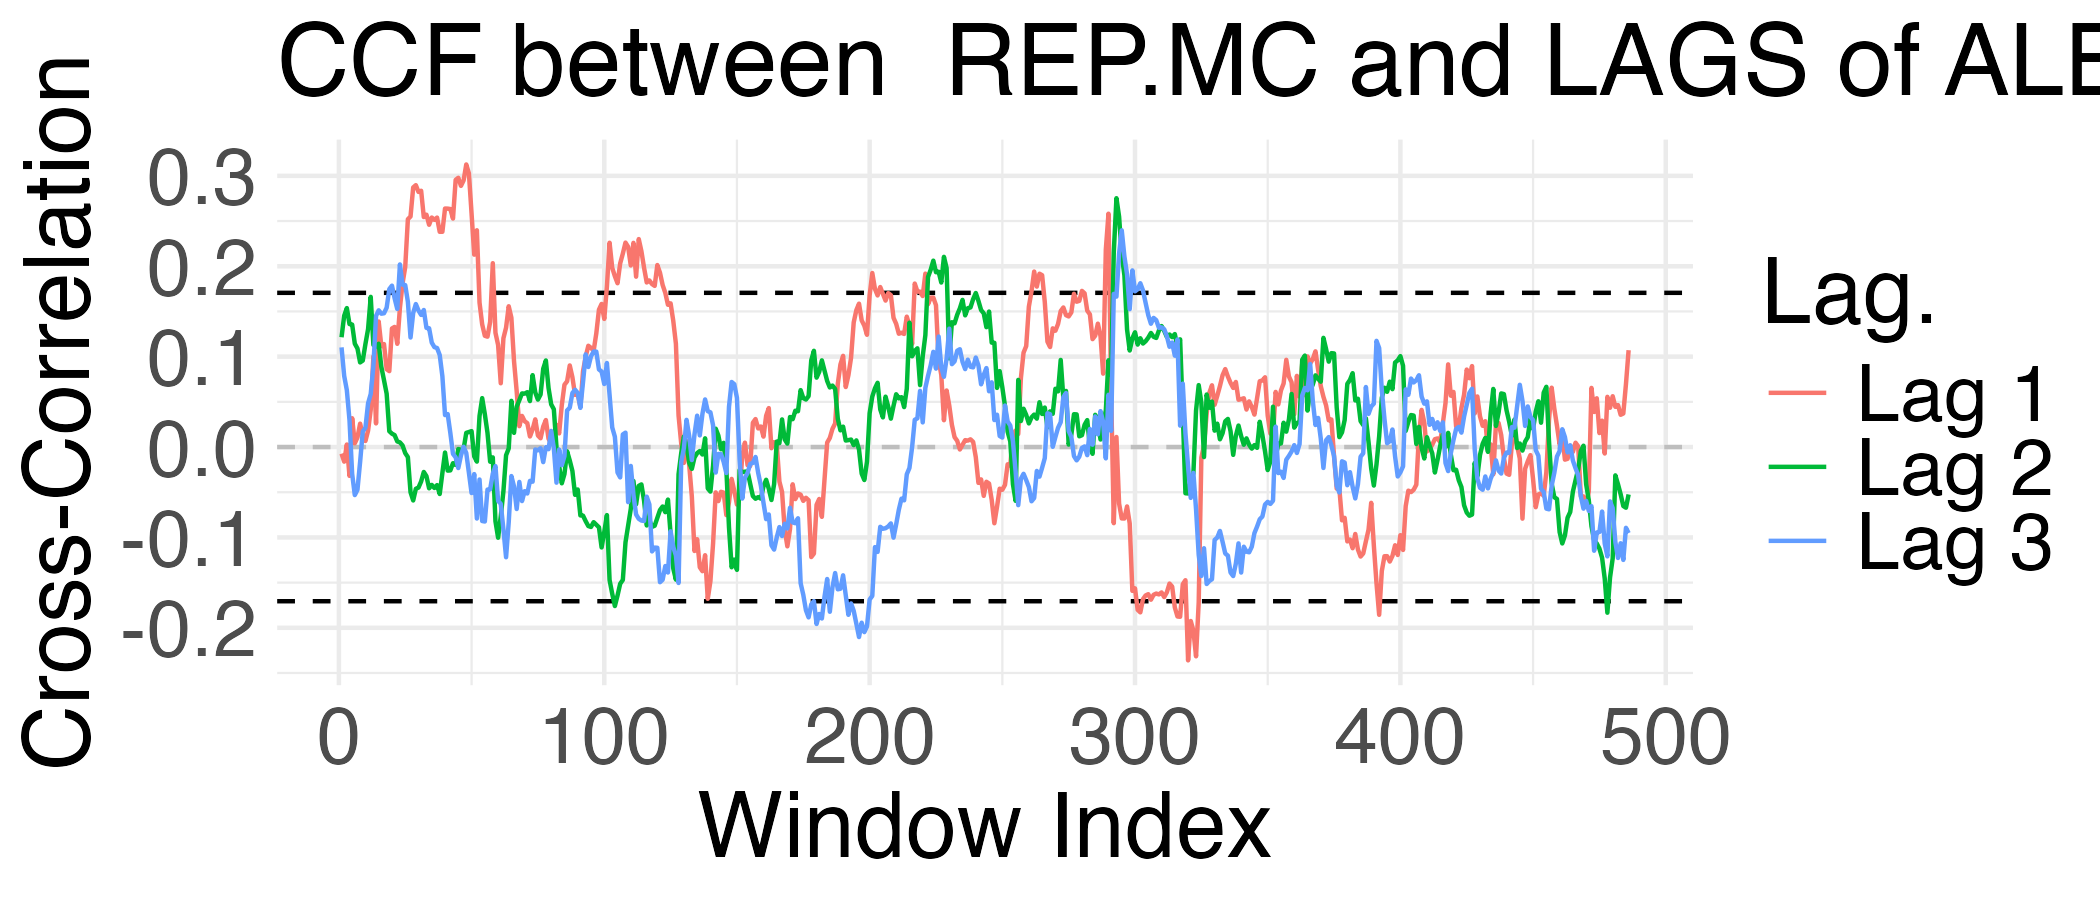 CCF between  REP.MC and LAGS of ALE
Cross-Correlation
0.3
0.2
0.1
0.0
-0.1
-0.2
0 100 200 300 400 500
Window Index
Lag.
Lag 1
Lag 2
Lag 3